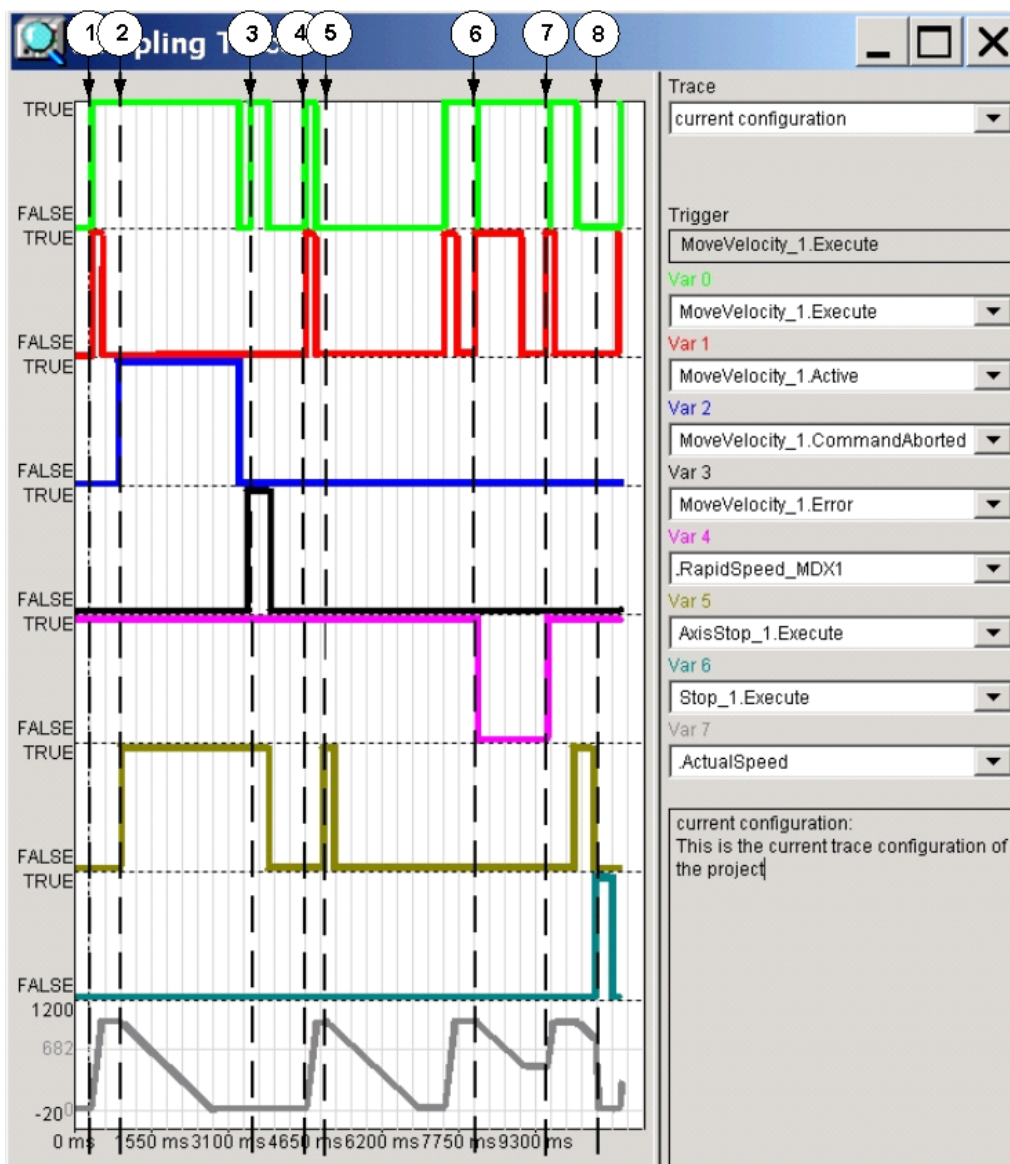 1 2 3 4 5 6 7 8
pling
TRUE
FALSE
TRUE
FALSE
TRUE
FALSE
TRUE
FALSE
TRUE
FALSE
TRUE
FALSE
TRUE
FALSE
1200
682
-20
0
0 ms 1550 ms 3100 ms 4650 ms 6200 ms 7750 ms 9300 ms
Trace
current configuration
Trigger
MoveVelocity_1.Execute
Var 0
MoveVelocity_1.Execute
Var 1
MoveVelocity_1.Active
Var 2
MoveVelocity_1.CommandAborted
Var 3
MoveVelocity_1.Error
Var 4
.RapidSpeed_MDX1
Var 5
AxisStop_1.Execute
Var 6
Stop_1.Execute
Var 7
.ActualSpeed
current configuration:
This is the current trace configuration of
the project